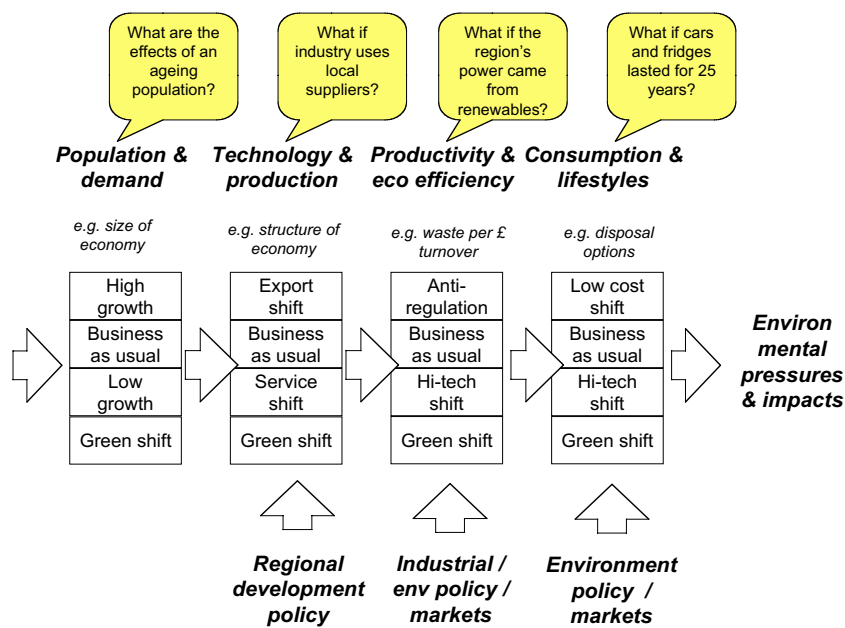 What are the
effects of an
ageing
population?
What if
industry uses
local
suppliers?
What if the
region's
power came
from
renewables?
What if cars
and fridges
lasted for 25
years?
Population &
demand
Technology &
production
Productivity &
eco efficiency
Consumption &
lifestyles
e.g. size of
economy
e.g. structure of
economy
e.g. waste per £
turnover
e.g. disposal
options
High
growth
Business
as usual
Low
growth
Green shift
Export
shift
Business
as usual
Service
shift
Green shift
Anti-
regulation
Business
as usual
Hi-tech
shift
Green shift
Low cost
shift
Business
as usual
Hi-tech
shift
Green shift
Environ
mental
pressures
& impacts
Regional
development
policy
Industrial /
env policy /
markets
Environment
policy /
markets